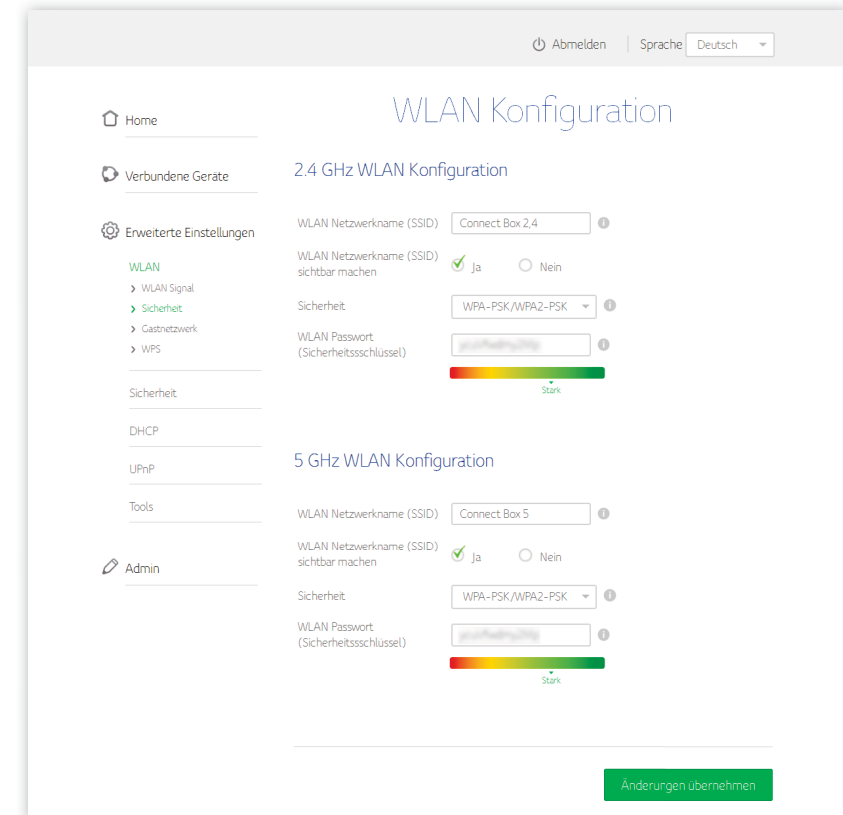 Abmelden
Sprache Deutsch
WLAN Konfiguration
Home
Verbundene Geräte
Erweiterte Einstellungen
WLAN
WLAN Signal
Sicherheit
Gastnetzwerk
WPS
Sicherheit
DHCP
UPnP
Tools
Admin
2.4 GHz WLAN Konfiguration
WLAN Netzwerkname (SSID) Connect Box 2,4
WLAN Netzwerkname (SSID)
sichtbar machen Ja Nein
Sicherheit WPA-PSK/WPA2-PSK
WLAN Passwort
(Sicherheitssschlüssel)
Stark
5 GHz WLAN Konfiguration
WLAN Netzwerkname (SSID) Connect Box 5
WLAN Netzwerkname (SSID)
sichtbar machen Ja Nein
Sicherheit WPA-PSK/WPA2-PSK
WLAN Passwort
(Sicherheitssschlüssel)
Stark
Änderungen übernehmen